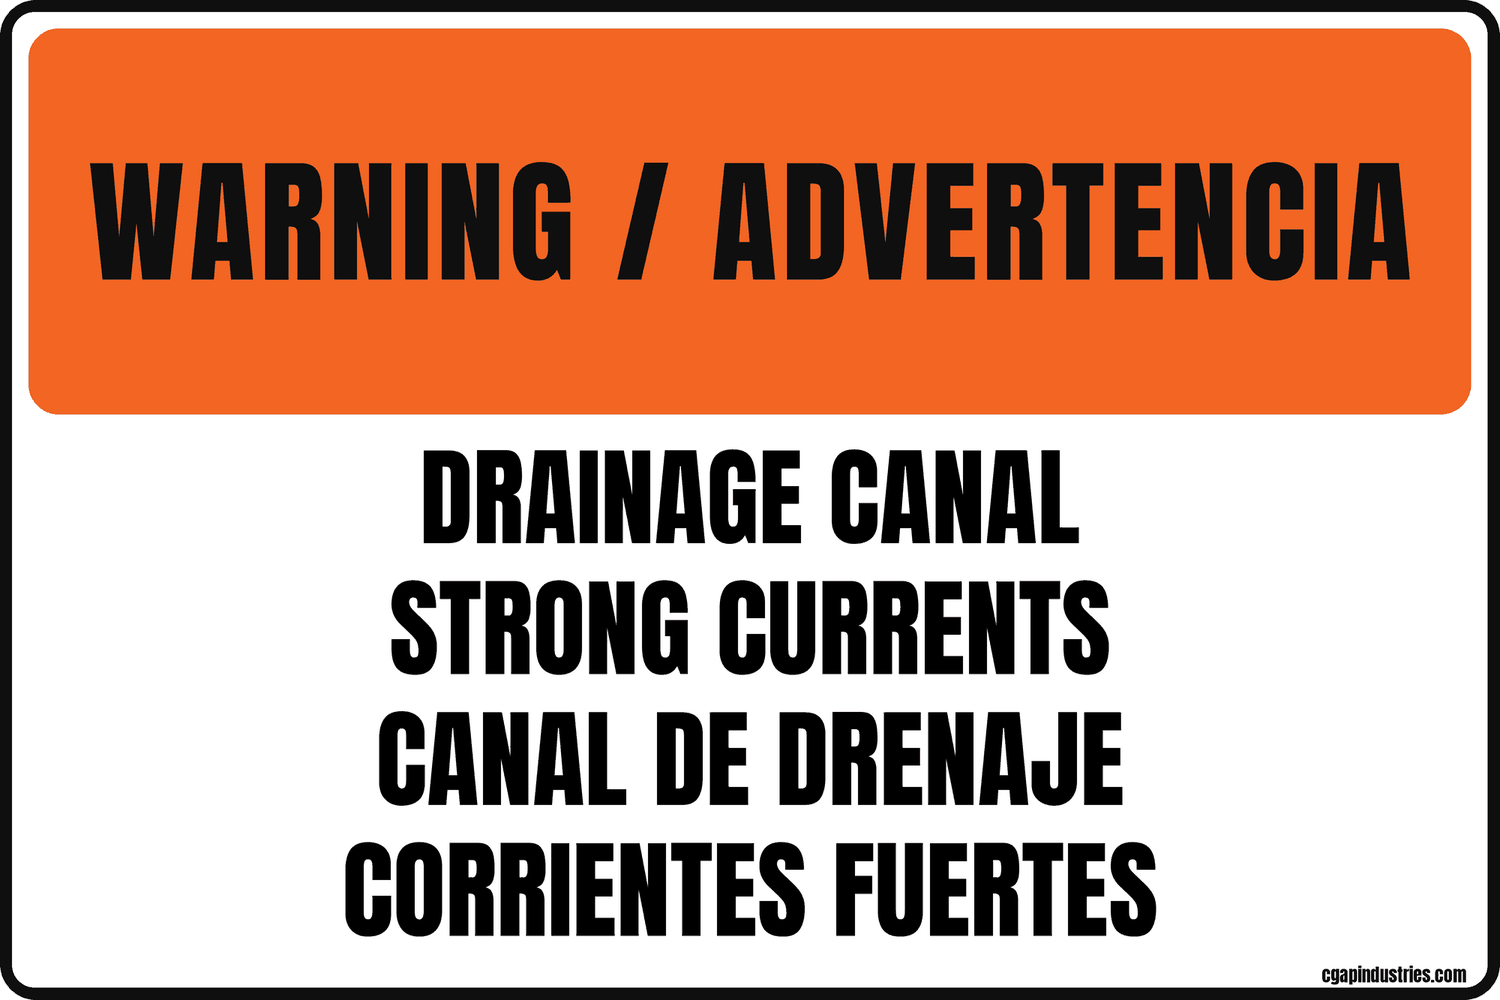 WARNING / ADVERTENCIA
DRAINAGE CANAL
STRONG CURRENTS
CANAL DE DRENAJE
CORRIENTES FUERTES
cgapindustries.com